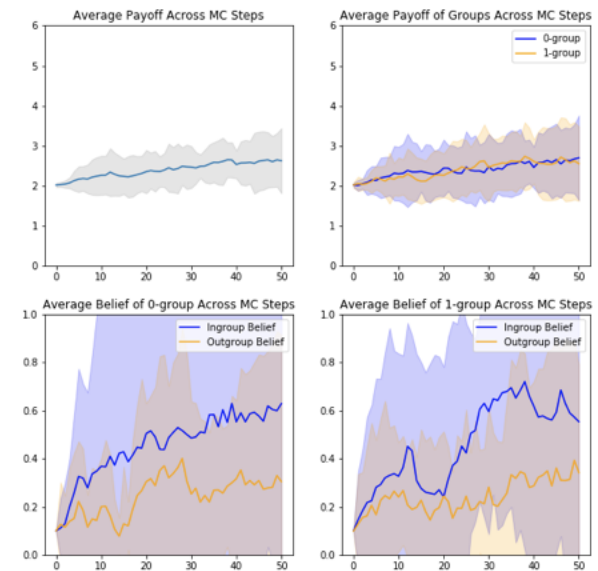 Average Payoff Across MC Steps
6
5
4
3
2
1
0
0 10 20 30 40 50
Average Payoff of Groups Across MC Steps
0-group
1-group
6
5
4
3
2
1
0
0 10 20 30 40 50
Average Belief of 0-group Across MC Steps
Ingroup Belief
Outgroup Belief
1.0
0.8
0.6
0.4
0.2
0.0
0 10 20 30 40 50
Average Belief of 1-group Across MC Steps
Ingroup Belief
Outgroup Belief
1.0
0.8
0.6
0.4
0.2
0.0
0 10 20 30 40 50